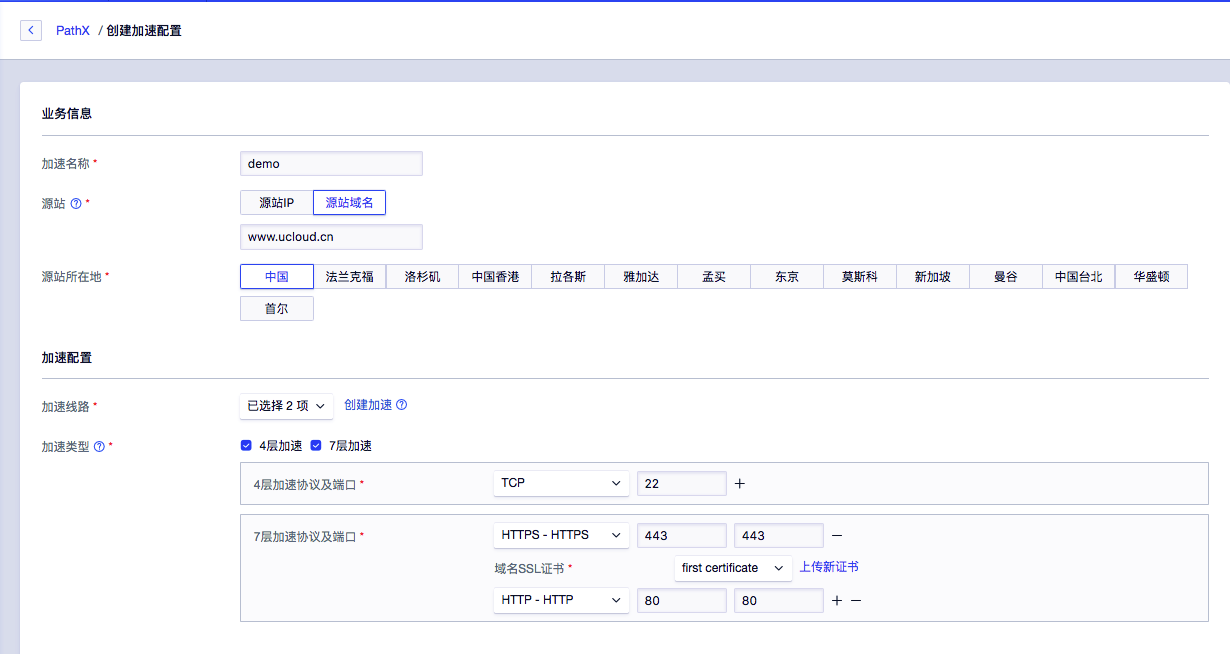 PathX / 创建加速配置
业务信息
加速名称 * demo
源站 * 源站IP 源站域名
www.ucloud.cn
源站所在地 * 中国 法兰克福 洛杉矶 中国香港 拉各斯 雅加达 孟买 东京 莫斯科 新加坡 曼谷 中国台北 华盛顿
首尔
加速配置
加速线路 * 已选择 2 项 创建加速
加速类型 * 4层加速 7层加速
4层加速协议及端口 * TCP 22 +
7层加速协议及端口 * HTTPS - HTTPS 443 443 −
域名SSL证书 * first certificate 上传新证书
HTTP - HTTP 80 80 + −